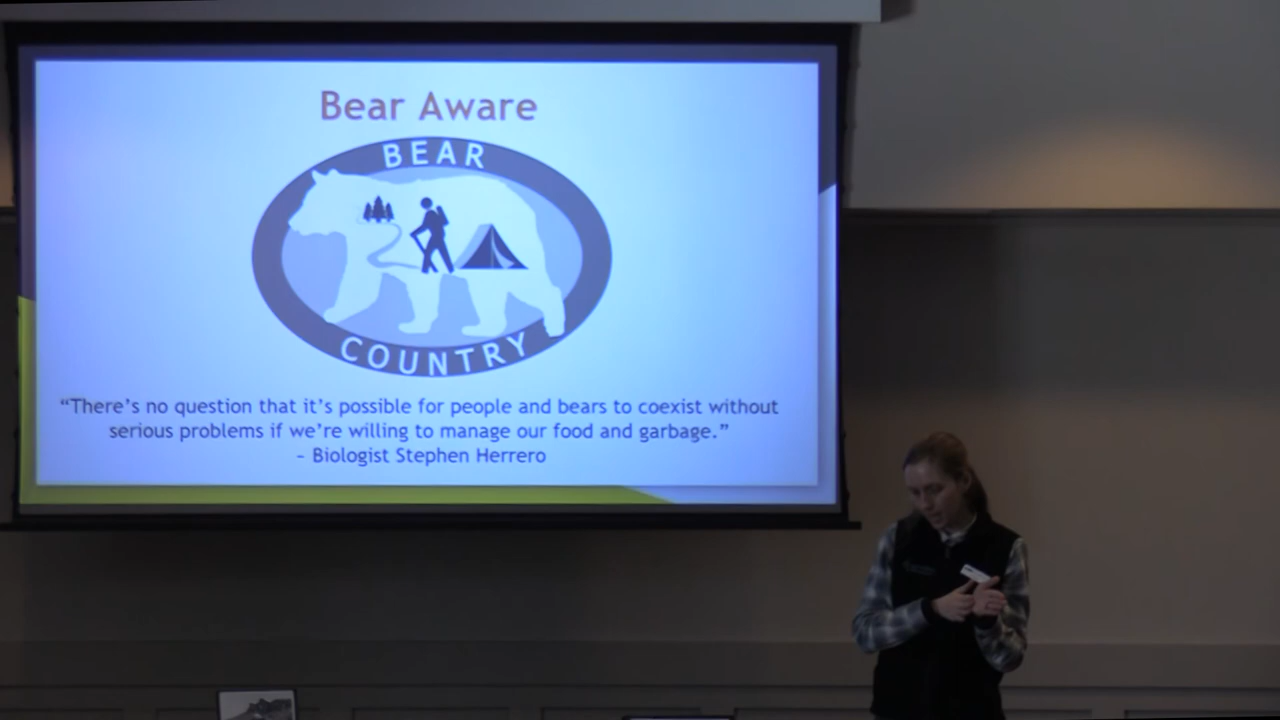 Bear Aware
BEAR
COUNTRY
“There’s no question that it’s possible for people and bears to coexist without
serious problems if we’re willing to manage our food and garbage.”
– Biologist Stephen Herrero